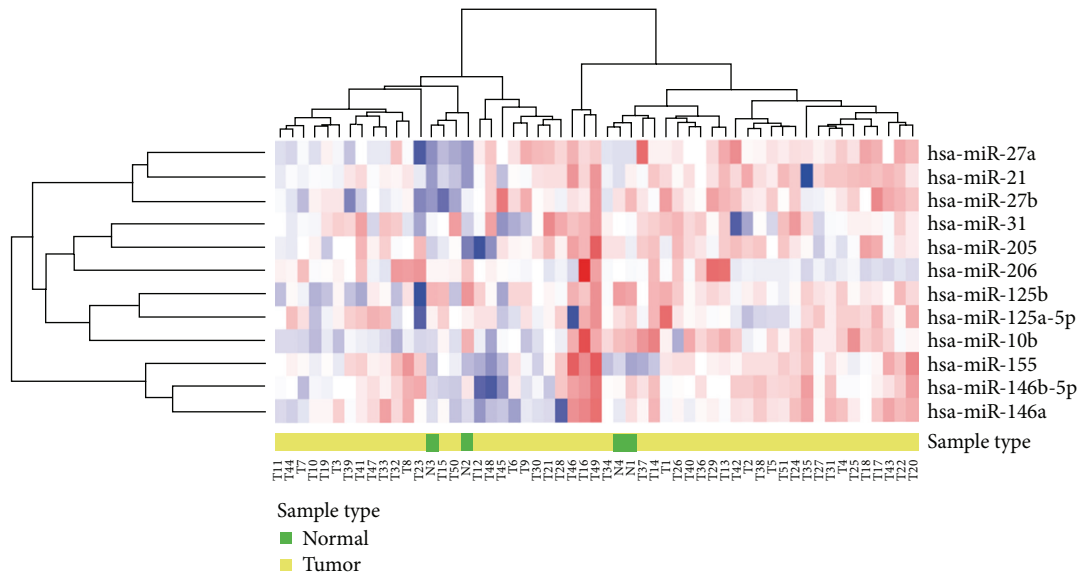 hsa-miR-27a
hsa-miR-21
hsa-miR-27b
hsa-miR-31
hsa-miR-205
hsa-miR-206
hsa-miR-125b
hsa-miR-125a-5p
hsa-miR-10b
hsa-miR-155
hsa-miR-146b-5p
hsa-miR-146a
Sample type
T11 T44 T7 T10 T19 T3 T39 T41 T47 T33 T32 T8 T23 N3 T15 T50 N2 T12 T48 T45 T6 T9 T30 T21 T28 T46 T16 T49 T34 N4 N1 T37 T14 T1 T26 T40 T36 T29 T13 T42 T2 T38 T5 T51 T24 T35 T27 T31 T4 T25 T18 T17 T43 T22 T20
Sample type
Normal
Tumor